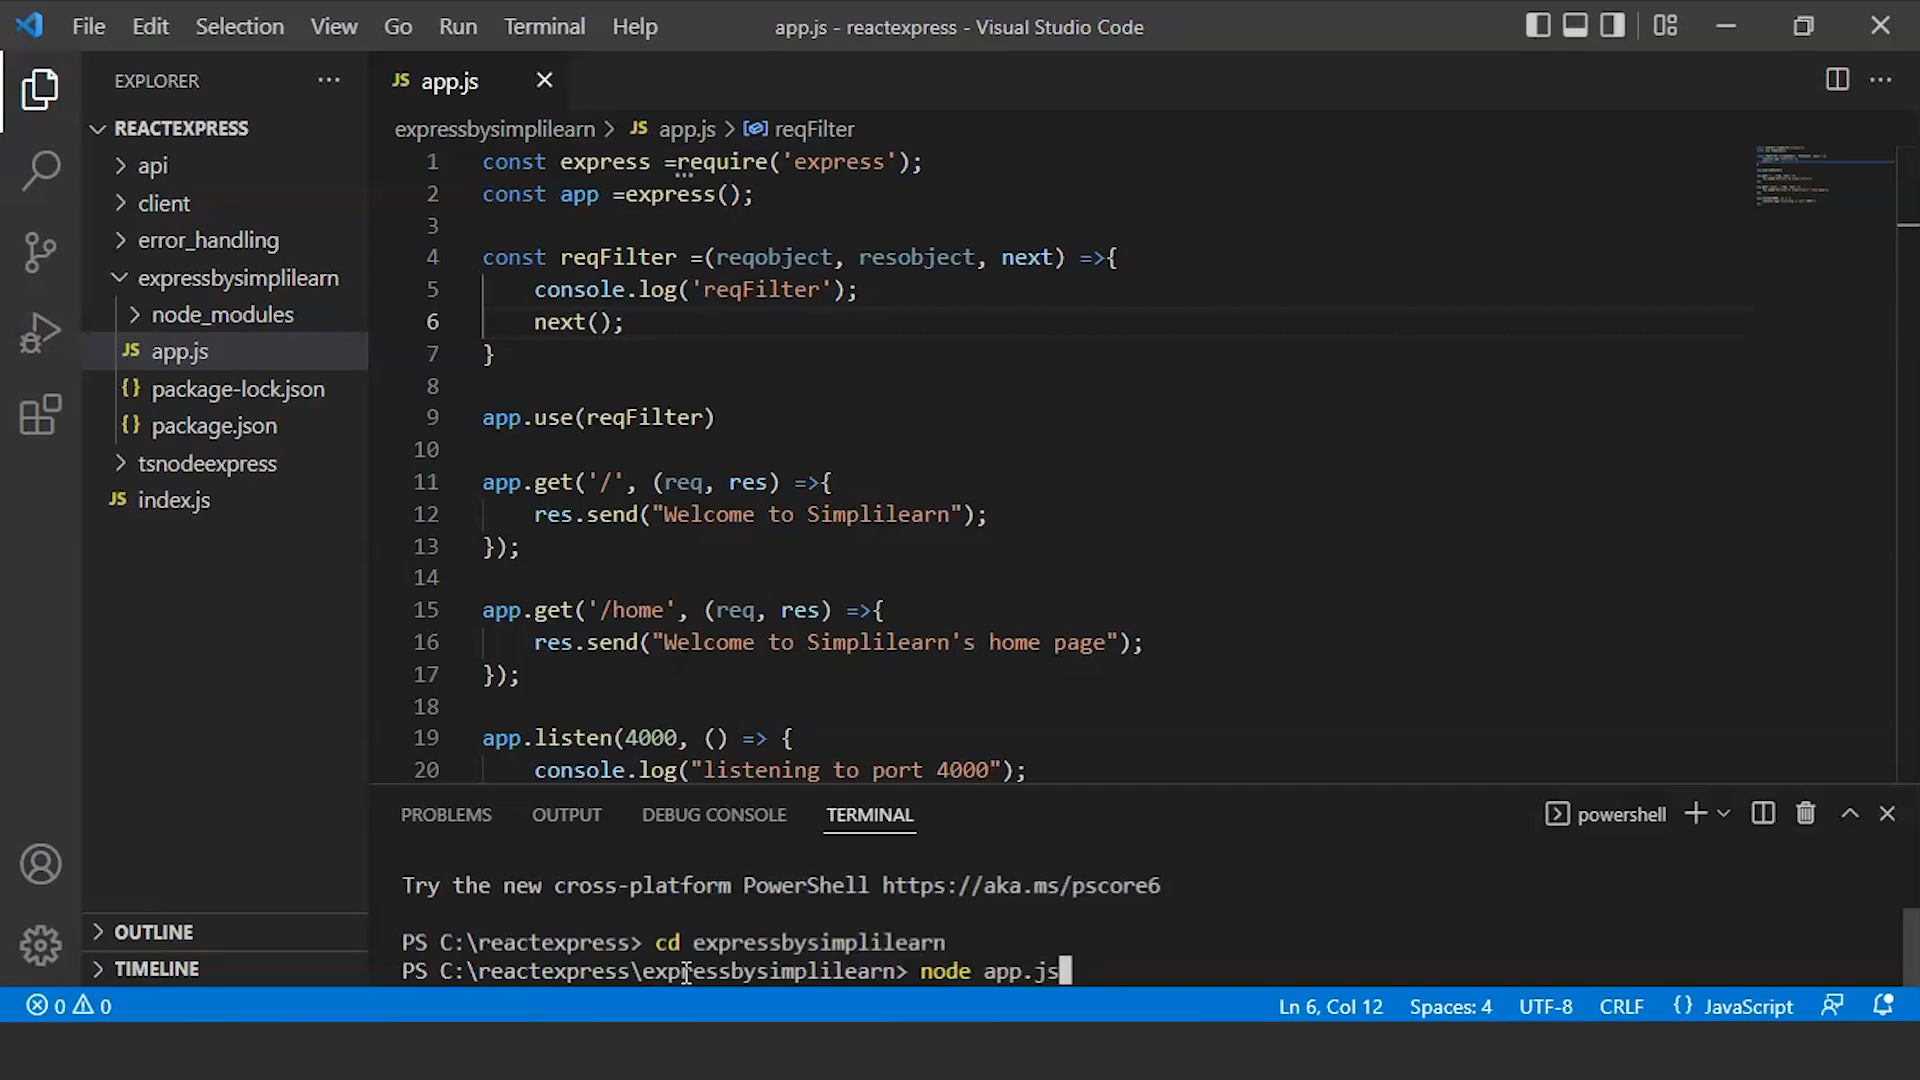 File Edit Selection View Go Run Terminal Help
app.js - reactexpress - Visual Studio Code
EXPLORER
REACTEXPRESS
api
client
error_handling
expressbysimplilearn
node_modules
app.js
package-lock.json
package.json
tsnodeexpress
index.js
OUTLINE
TIMELINE
JS app.js
expressbysimplilearn > JS app.js > reqFilter
1 const express =require('express');
2 const app =express();
3
4 const reqFilter =(reqobject, resobject, next) =>{
5 console.log('reqFilter');
6 next();
7 }
8
9 app.use(reqFilter)
10
11 app.get('/', (req, res) =>{
12 res.send("Welcome to Simplilearn");
13 });
14
15 app.get('/home', (req, res) =>{
16 res.send("Welcome to Simplilearn's home page");
17 });
18
19 app.listen(4000, () => {
20 console.log("listening to port 4000");
PROBLEMS OUTPUT DEBUG CONSOLE TERMINAL
powershell
Try the new cross-platform PowerShell https://aka.ms/pscore6
PS C:\reactexpress> cd expressbysimplilearn
PS C:\reactexpress\expressbysimplilearn> node app.js
0 0
Ln 6, Col 12 Spaces: 4 UTF-8 CRLF {} JavaScript